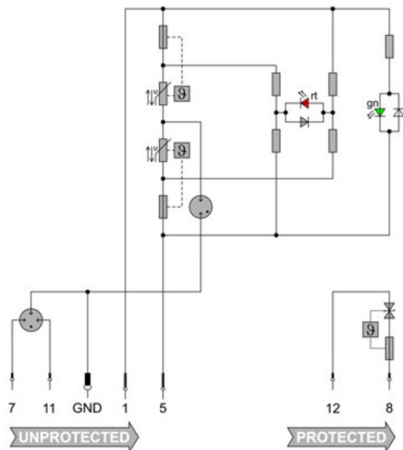 rt
gn
U
ϑ
U
ϑ
ϑ
7 11 GND 1 5 12 8
UNPROTECTED PROTECTED